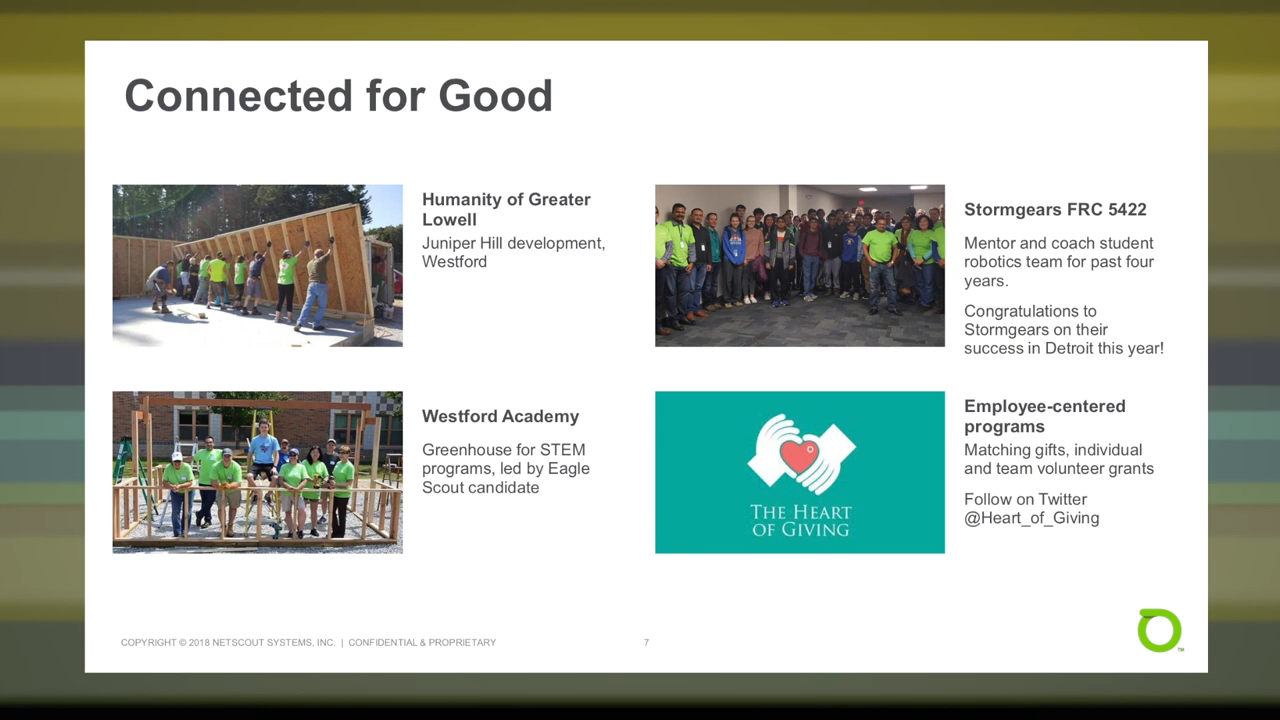 Connected for Good
Humanity of Greater
Lowell
Juniper Hill development,
Westford
Stormgears FRC 5422
Mentor and coach student
robotics team for past four
years.
Congratulations to
Stormgears on their
success in Detroit this year!
Westford Academy
Greenhouse for STEM
programs, led by Eagle
Scout candidate
THE HEART
OF GIVING
Employee-centered
programs
Matching gifts, individual
and team volunteer grants
Follow on Twitter
@Heart_of_Giving
COPYRIGHT © 2018 NETSCOUT SYSTEMS, INC. | CONFIDENTIAL & PROPRIETARY
7
TM